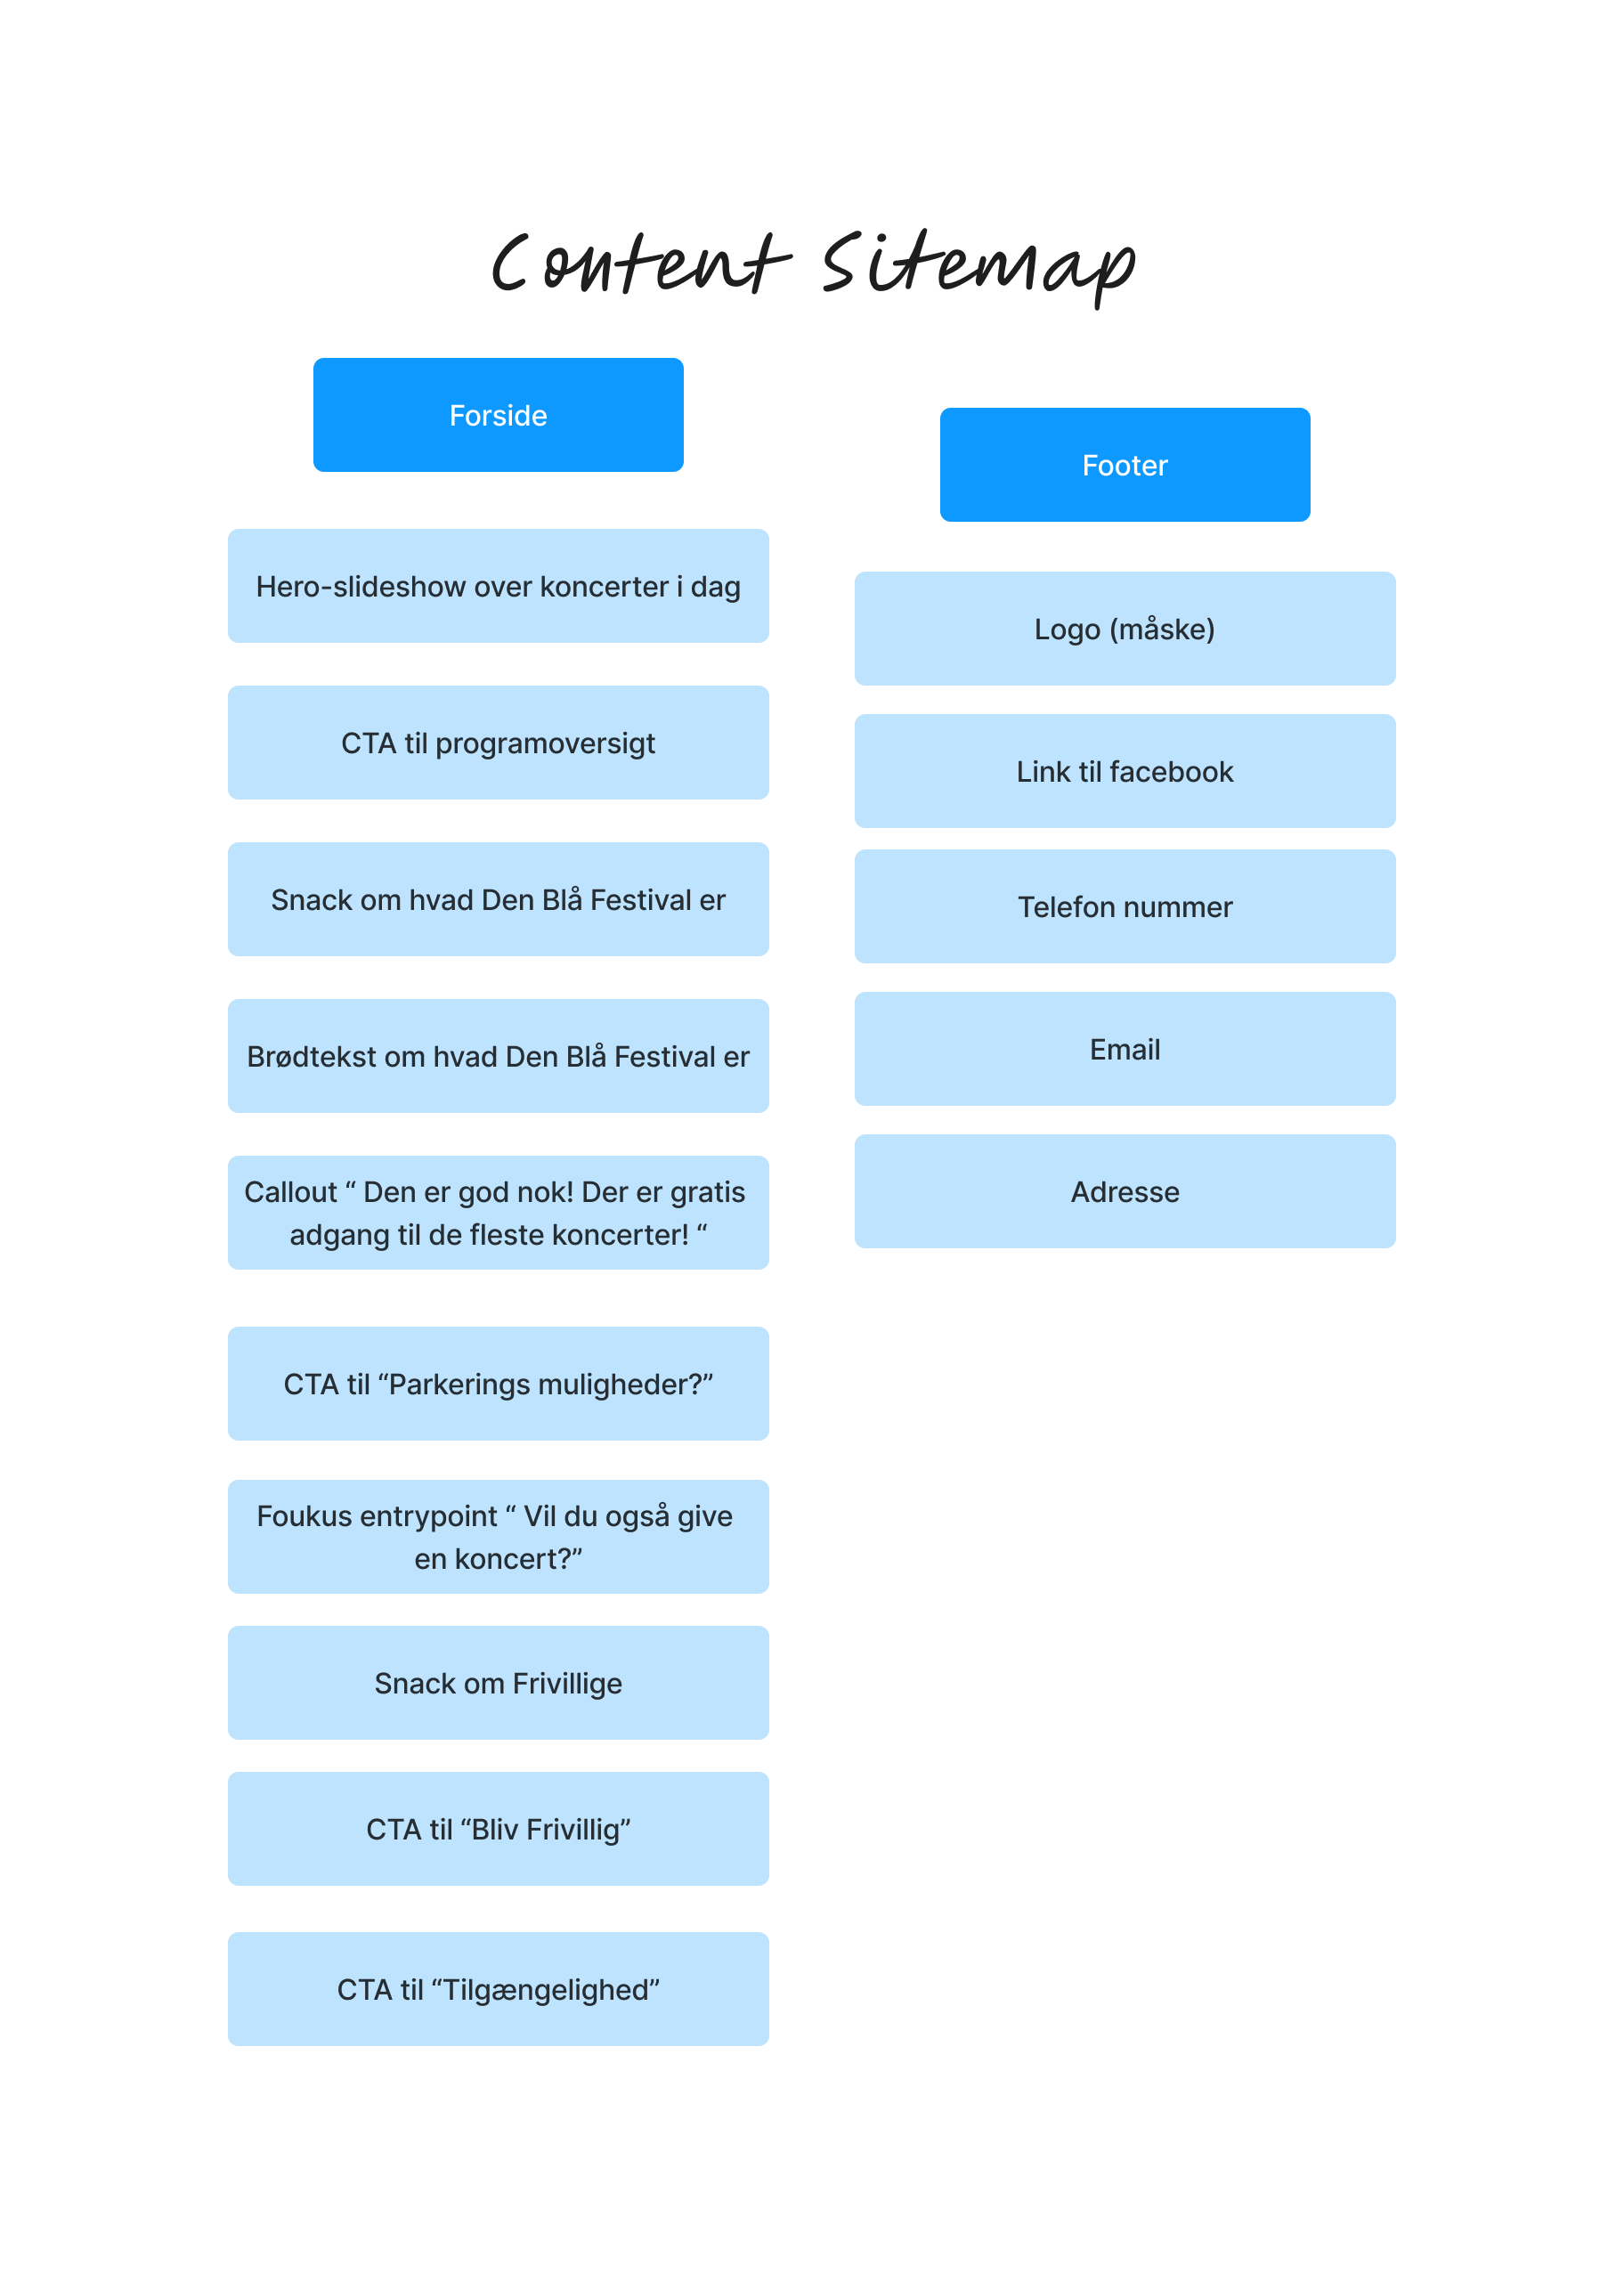 Content Sitemap
Forside
Hero-slideshow over koncerter i dag
CTA til programoversigt
Snack om hvad Den Blå Festival er
Brødtekst om hvad Den Blå Festival er
Callout “ Den er god nok! Der er gratis
adgang til de fleste koncerter! “
CTA til “Parkerings muligheder?”
Foukus entrypoint “ Vil du også give
en koncert?”
Snack om Frivillige
CTA til “Bliv Frivillig”
CTA til “Tilgængelighed”
Footer
Logo (måske)
Link til facebook
Telefon nummer
Email
Adresse